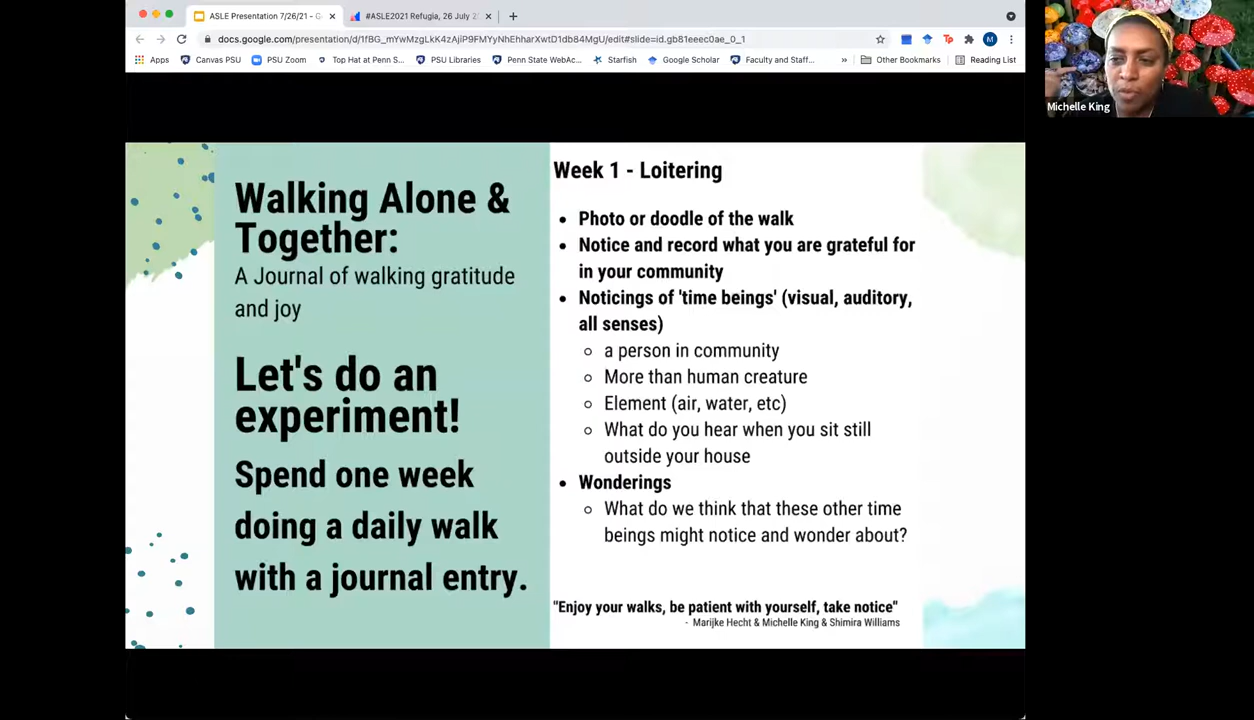 ASLE Presentation 7/26/21 - G
#ASLE2021 Refugia, 26 July 2
docs.google.com/presentation/d/1fBG_mYwMzgLkK4zAjiP9FMYyNhEhharXwtD1db84MgU/edit#slide=id.gb81eeec0ae_0_1
Apps
Canvas PSU
PSU Zoom
Top Hat at Penn S...
PSU Libraries
Penn State WebAc...
Starfish
Google Scholar
Faculty and Staff...
»
Other Bookmarks
Reading List
Michelle King
Walking Alone &
Together:
A Journal of walking gratitude
and joy
Let's do an
experiment!
Spend one week
doing a daily walk
with a journal entry.
Week 1 - Loitering
• Photo or doodle of the walk
• Notice and record what you are grateful for
in your community
• Noticings of 'time beings' (visual, auditory,
all senses)
○ a person in community
○ More than human creature
○ Element (air, water, etc)
○ What do you hear when you sit still
outside your house
• Wonderings
○ What do we think that these other time
beings might notice and wonder about?
"Enjoy your walks, be patient with yourself, take notice"
- Marijke Hecht & Michelle King & Shimira Williams